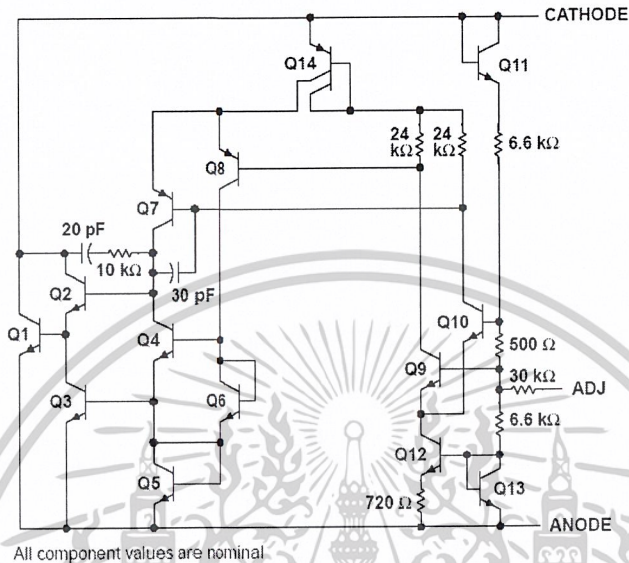 CATHODE
Q14
Q11
24 kΩ
24 kΩ
6.6 kΩ
Q8
Q7
20 pF
10 kΩ
30 pF
Q2
Q1
Q4
Q10
500 Ω
Q9
30 kΩ
ADJ
Q3
Q6
6.6 kΩ
Q12
Q5
Q13
720 Ω
ANODE
All component values are nominal